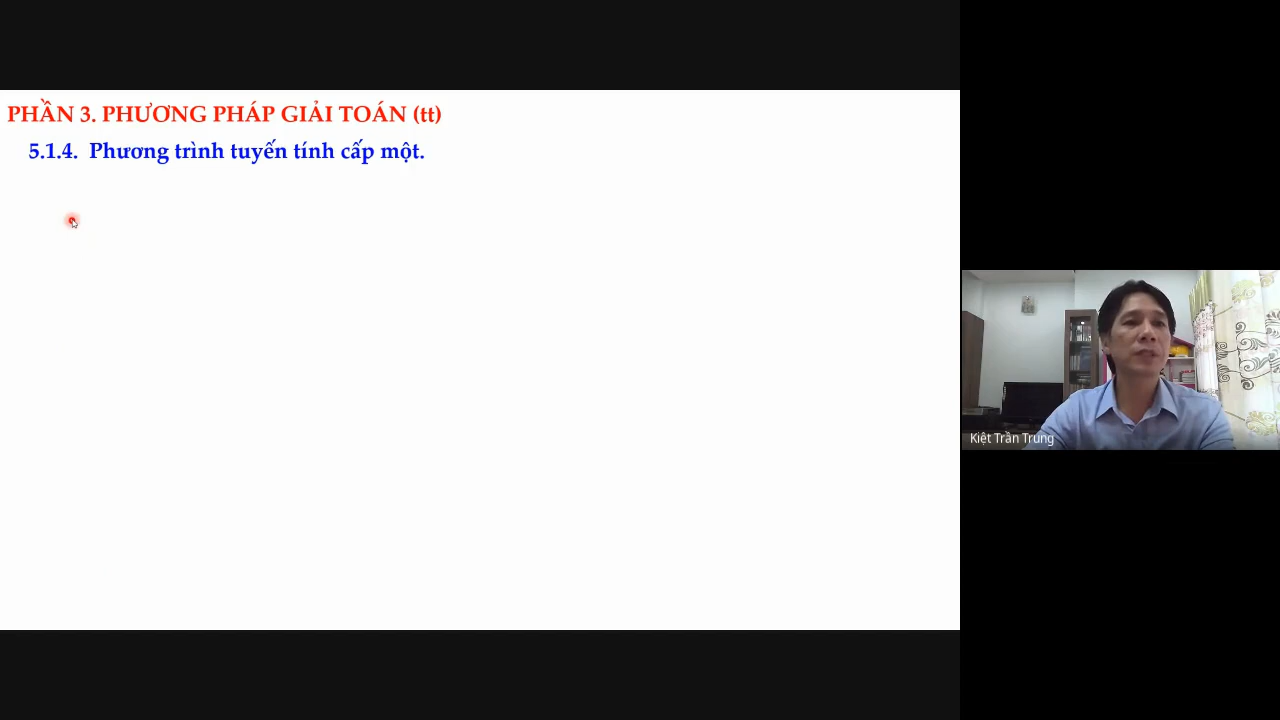 PHẦN 3. PHƯƠNG PHÁP GIẢI TOÁN (tt)
5.1.4. Phương trình tuyến tính cấp một.
Kiệt Trần Trung